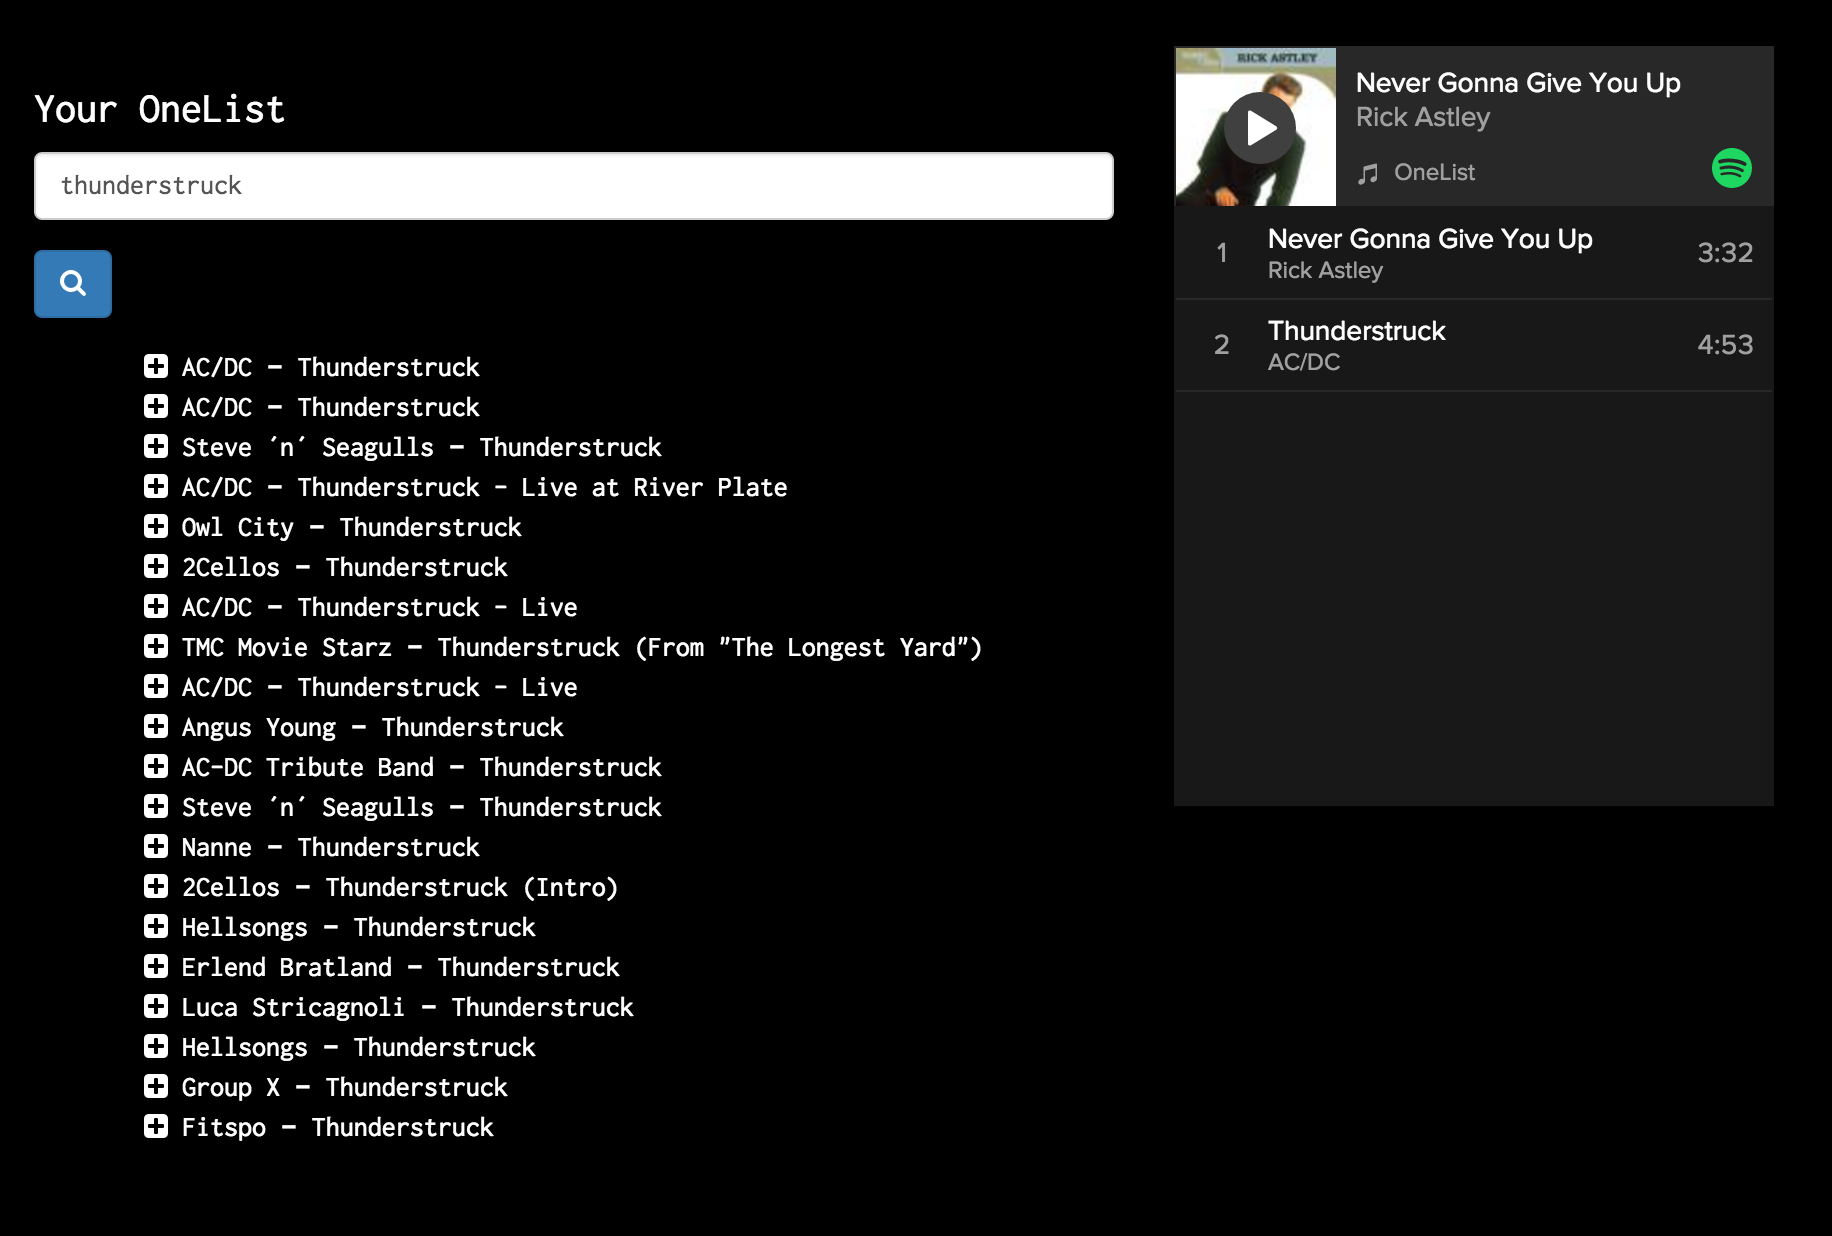 Your OneList
thunderstruck
AC/DC – Thunderstruck
AC/DC – Thunderstruck
Steve ´n´ Seagulls – Thunderstruck
AC/DC – Thunderstruck - Live at River Plate
Owl City – Thunderstruck
2Cellos – Thunderstruck
AC/DC – Thunderstruck - Live
TMC Movie Starz – Thunderstruck (From "The Longest Yard")
AC/DC – Thunderstruck - Live
Angus Young – Thunderstruck
AC-DC Tribute Band – Thunderstruck
Steve ´n´ Seagulls – Thunderstruck
Nanne – Thunderstruck
2Cellos – Thunderstruck (Intro)
Hellsongs – Thunderstruck
Erlend Bratland – Thunderstruck
Luca Stricagnoli – Thunderstruck
Hellsongs – Thunderstruck
Group X – Thunderstruck
Fitspo – Thunderstruck
RICK ASTLEY
Never Gonna Give You Up
Rick Astley
OneList
1 Never Gonna Give You Up 3:32
Rick Astley
2 Thunderstruck 4:53
AC/DC